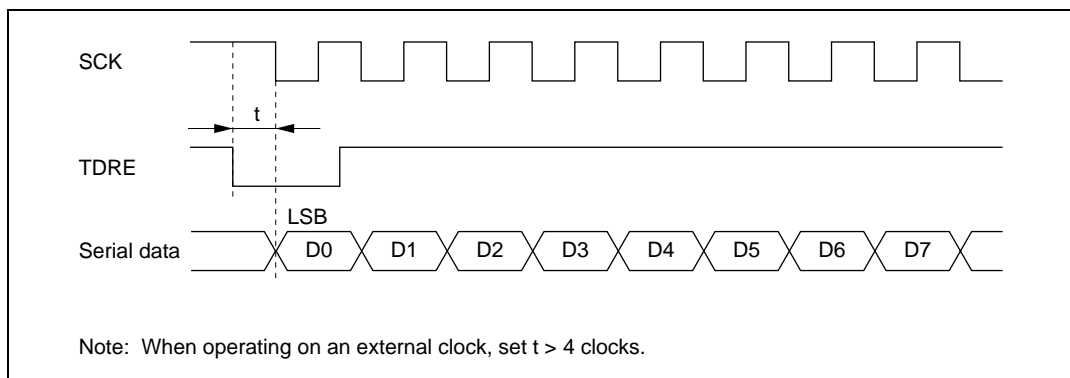 SCK
t
TDRE
LSB
Serial data D0 D1 D2 D3 D4 D5 D6 D7
Note: When operating on an external clock, set t > 4 clocks.